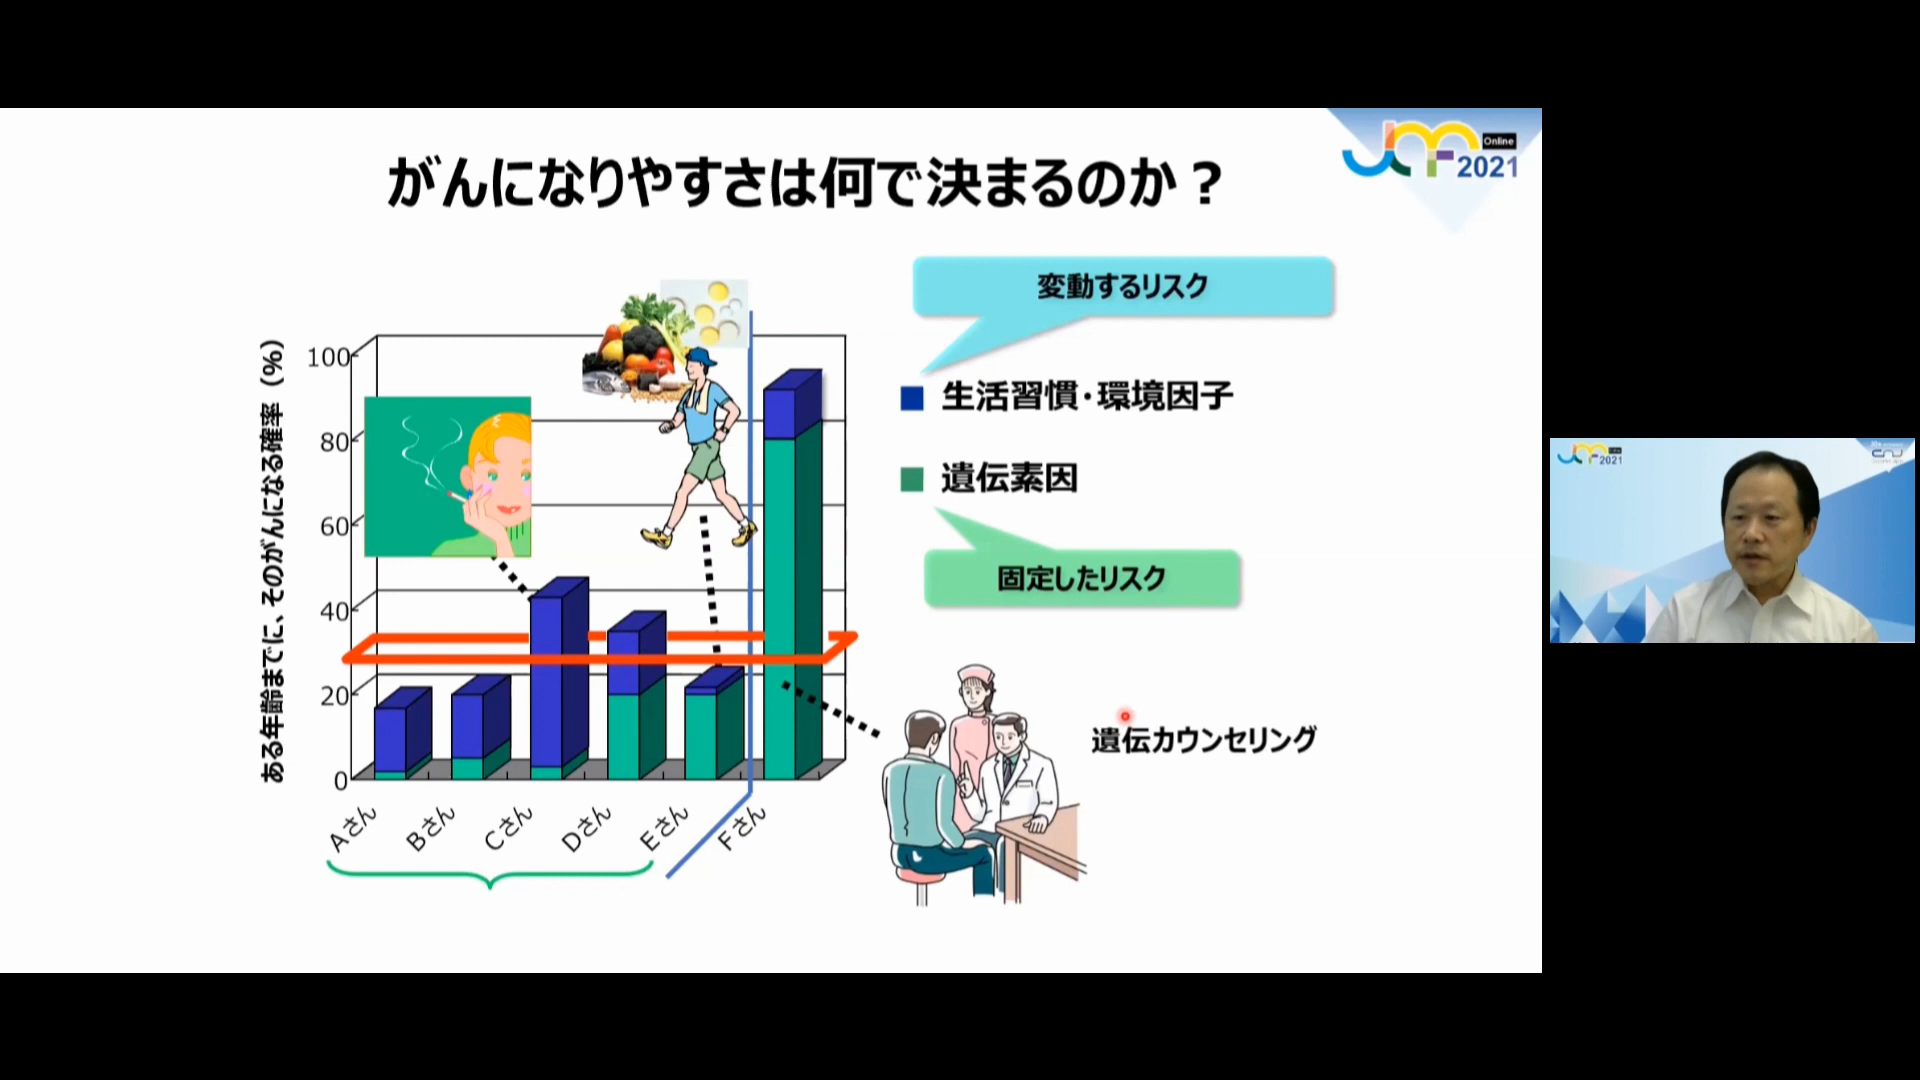 がんになりやすさは何で決まるのか？
Online
2021
変動するリスク
生活習慣・環境因子
遺伝素因
固定したリスク
遺伝カウンセリング
ある年齢までに、そのがんになる確率（%）
100
80
60
40
20
0
Aさん
Bさん
Cさん
Dさん
Eさん
Fさん
2021